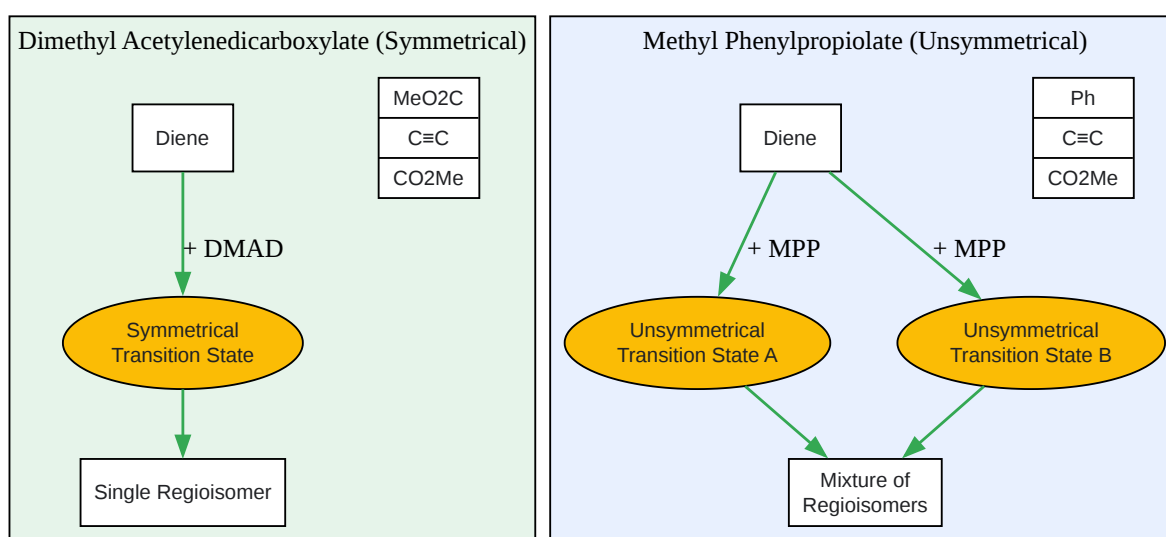 Dimethyl Acetylenedicarboxylate (Symmetrical)
MeO2C
C≡C
CO2Me
Diene
+ DMAD
Symmetrical
Transition State
Single Regioisomer
Methyl Phenylpropiolate (Unsymmetrical)
Ph
C≡C
CO2Me
Diene
+ MPP
+ MPP
Unsymmetrical
Transition State A
Unsymmetrical
Transition State B
Mixture of
Regioisomers